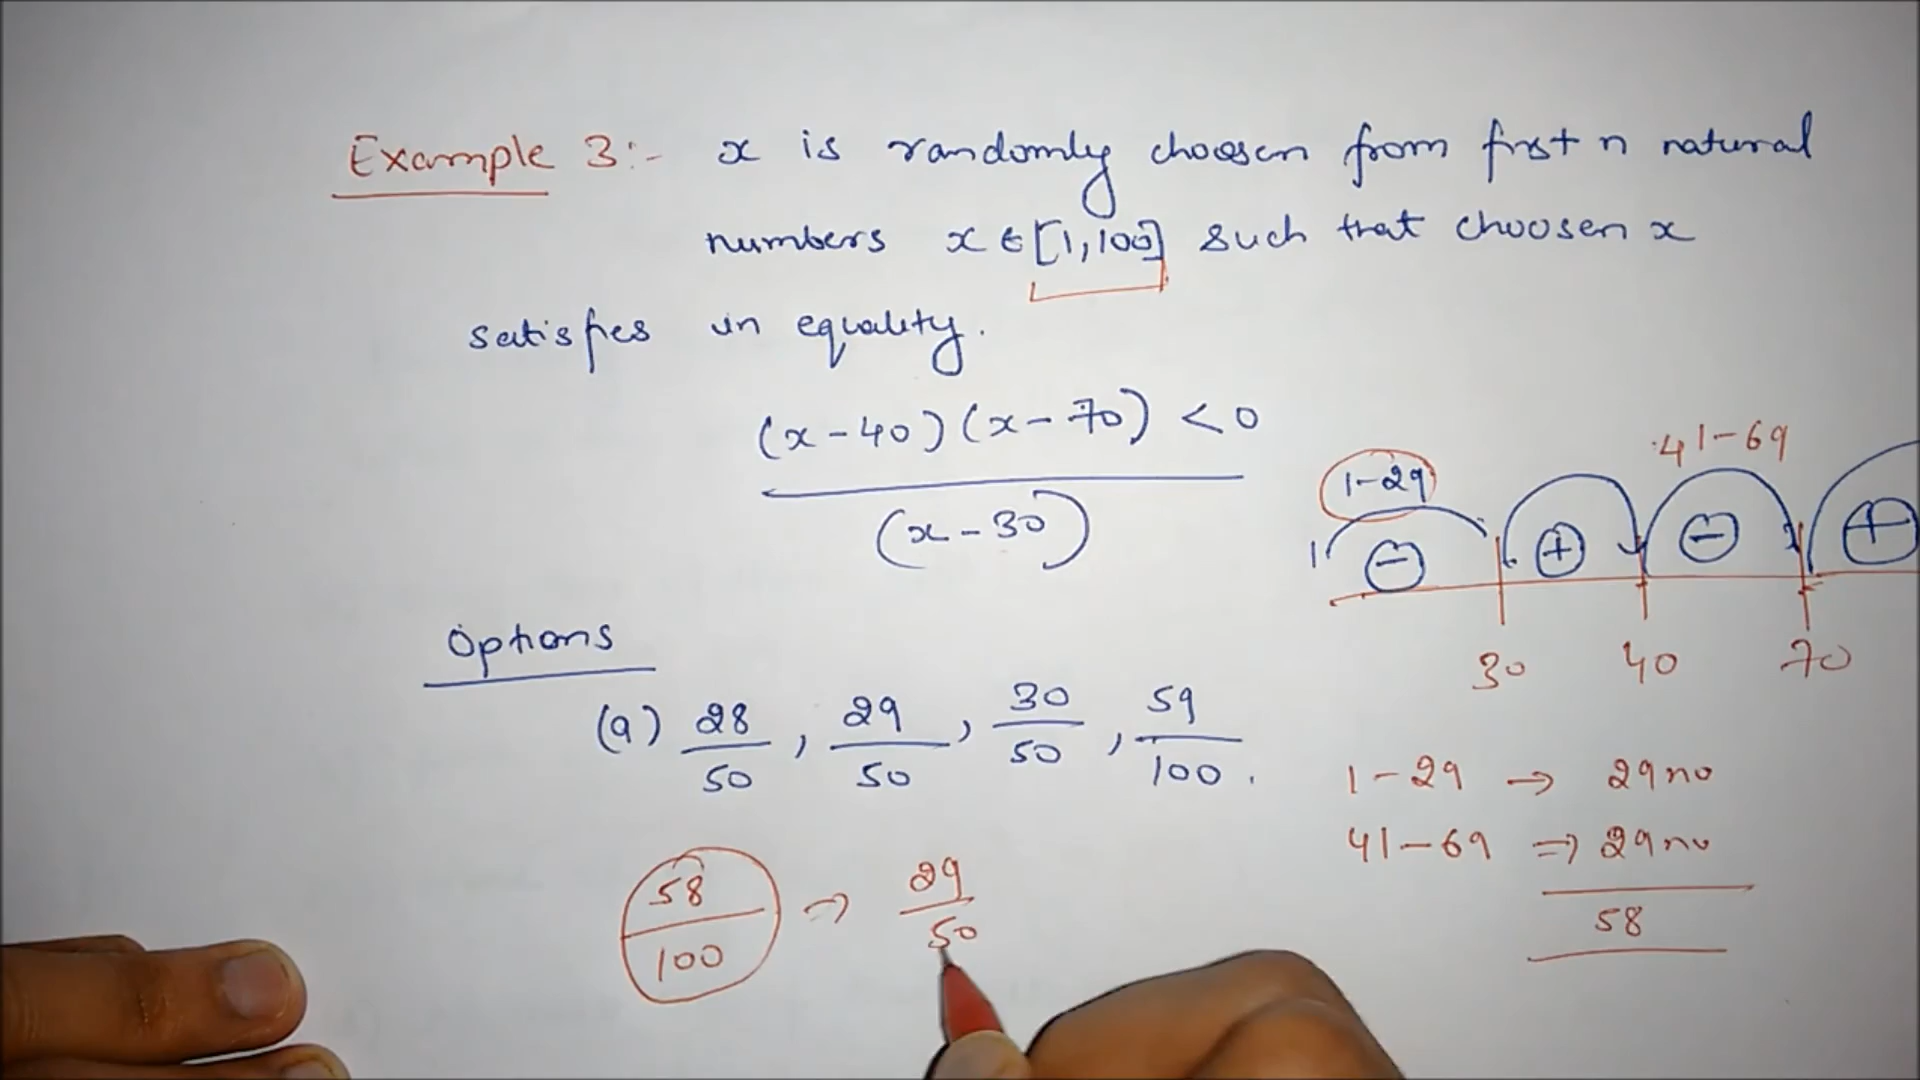 Example 3:- x is randomly choosen from first n natural
numbers x ∈ [1,100] such that choosen x
satisfies in equality.
(x-40)(x-70) < 0
(x-30)
1-29
41-69
1 - + - +
30 40 70
Options
(a) 28/50, 29/50, 30/50, 59/100.
1-29 → 29 no
41-69 ⇒ 29 no
58
58/100 ⇒ 29/50